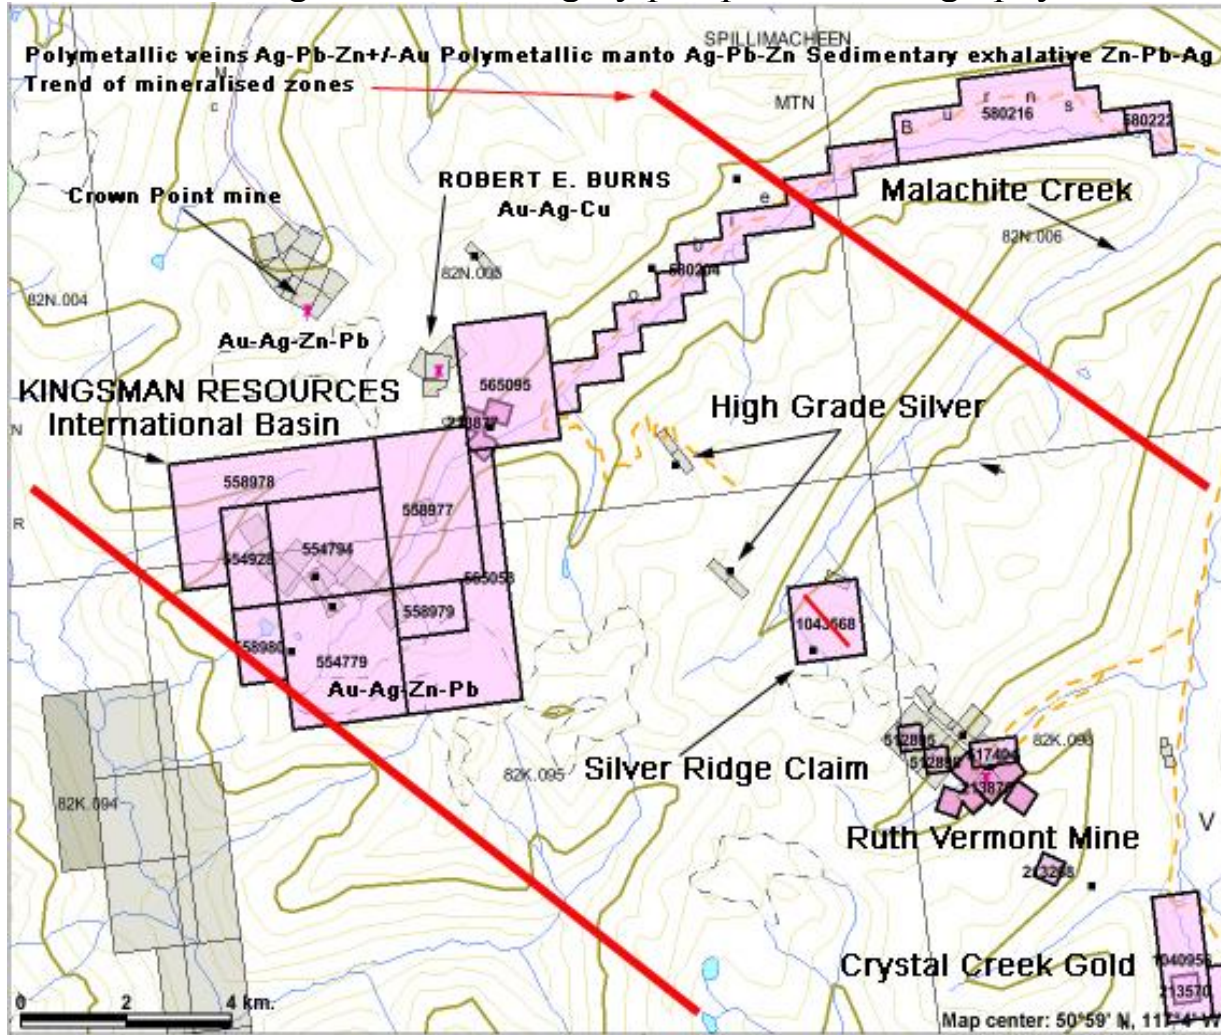 SPILLIMACHEEN
Polymetallic veins Ag-Pb-Zn+/-Au Polymetallic manto Ag-Pb-Zn Sedimentary exhalative Zn-Pb-Ag
Trend of mineralised zones
MTN
B u r n s
580216
580222
Crown Point mine
ROBERT E. BURNS
Au-Ag-Cu
Malachite Creek
82N.006
82N.004
580204
Au-Ag-Zn-Pb
KINGSMAN RESOURCES
International Basin
565095
High Grade Silver
558978
558977
R
554928
554794
558979
1043668
558980
554779
Au-Ag-Zn-Pb
Silver Ridge Claim
82K.095
82K.094
517404
Ruth Vermont Mine
V
Crystal Creek Gold
213570
0 2 4 km.
Map center: 50°59' N, 117°4' W